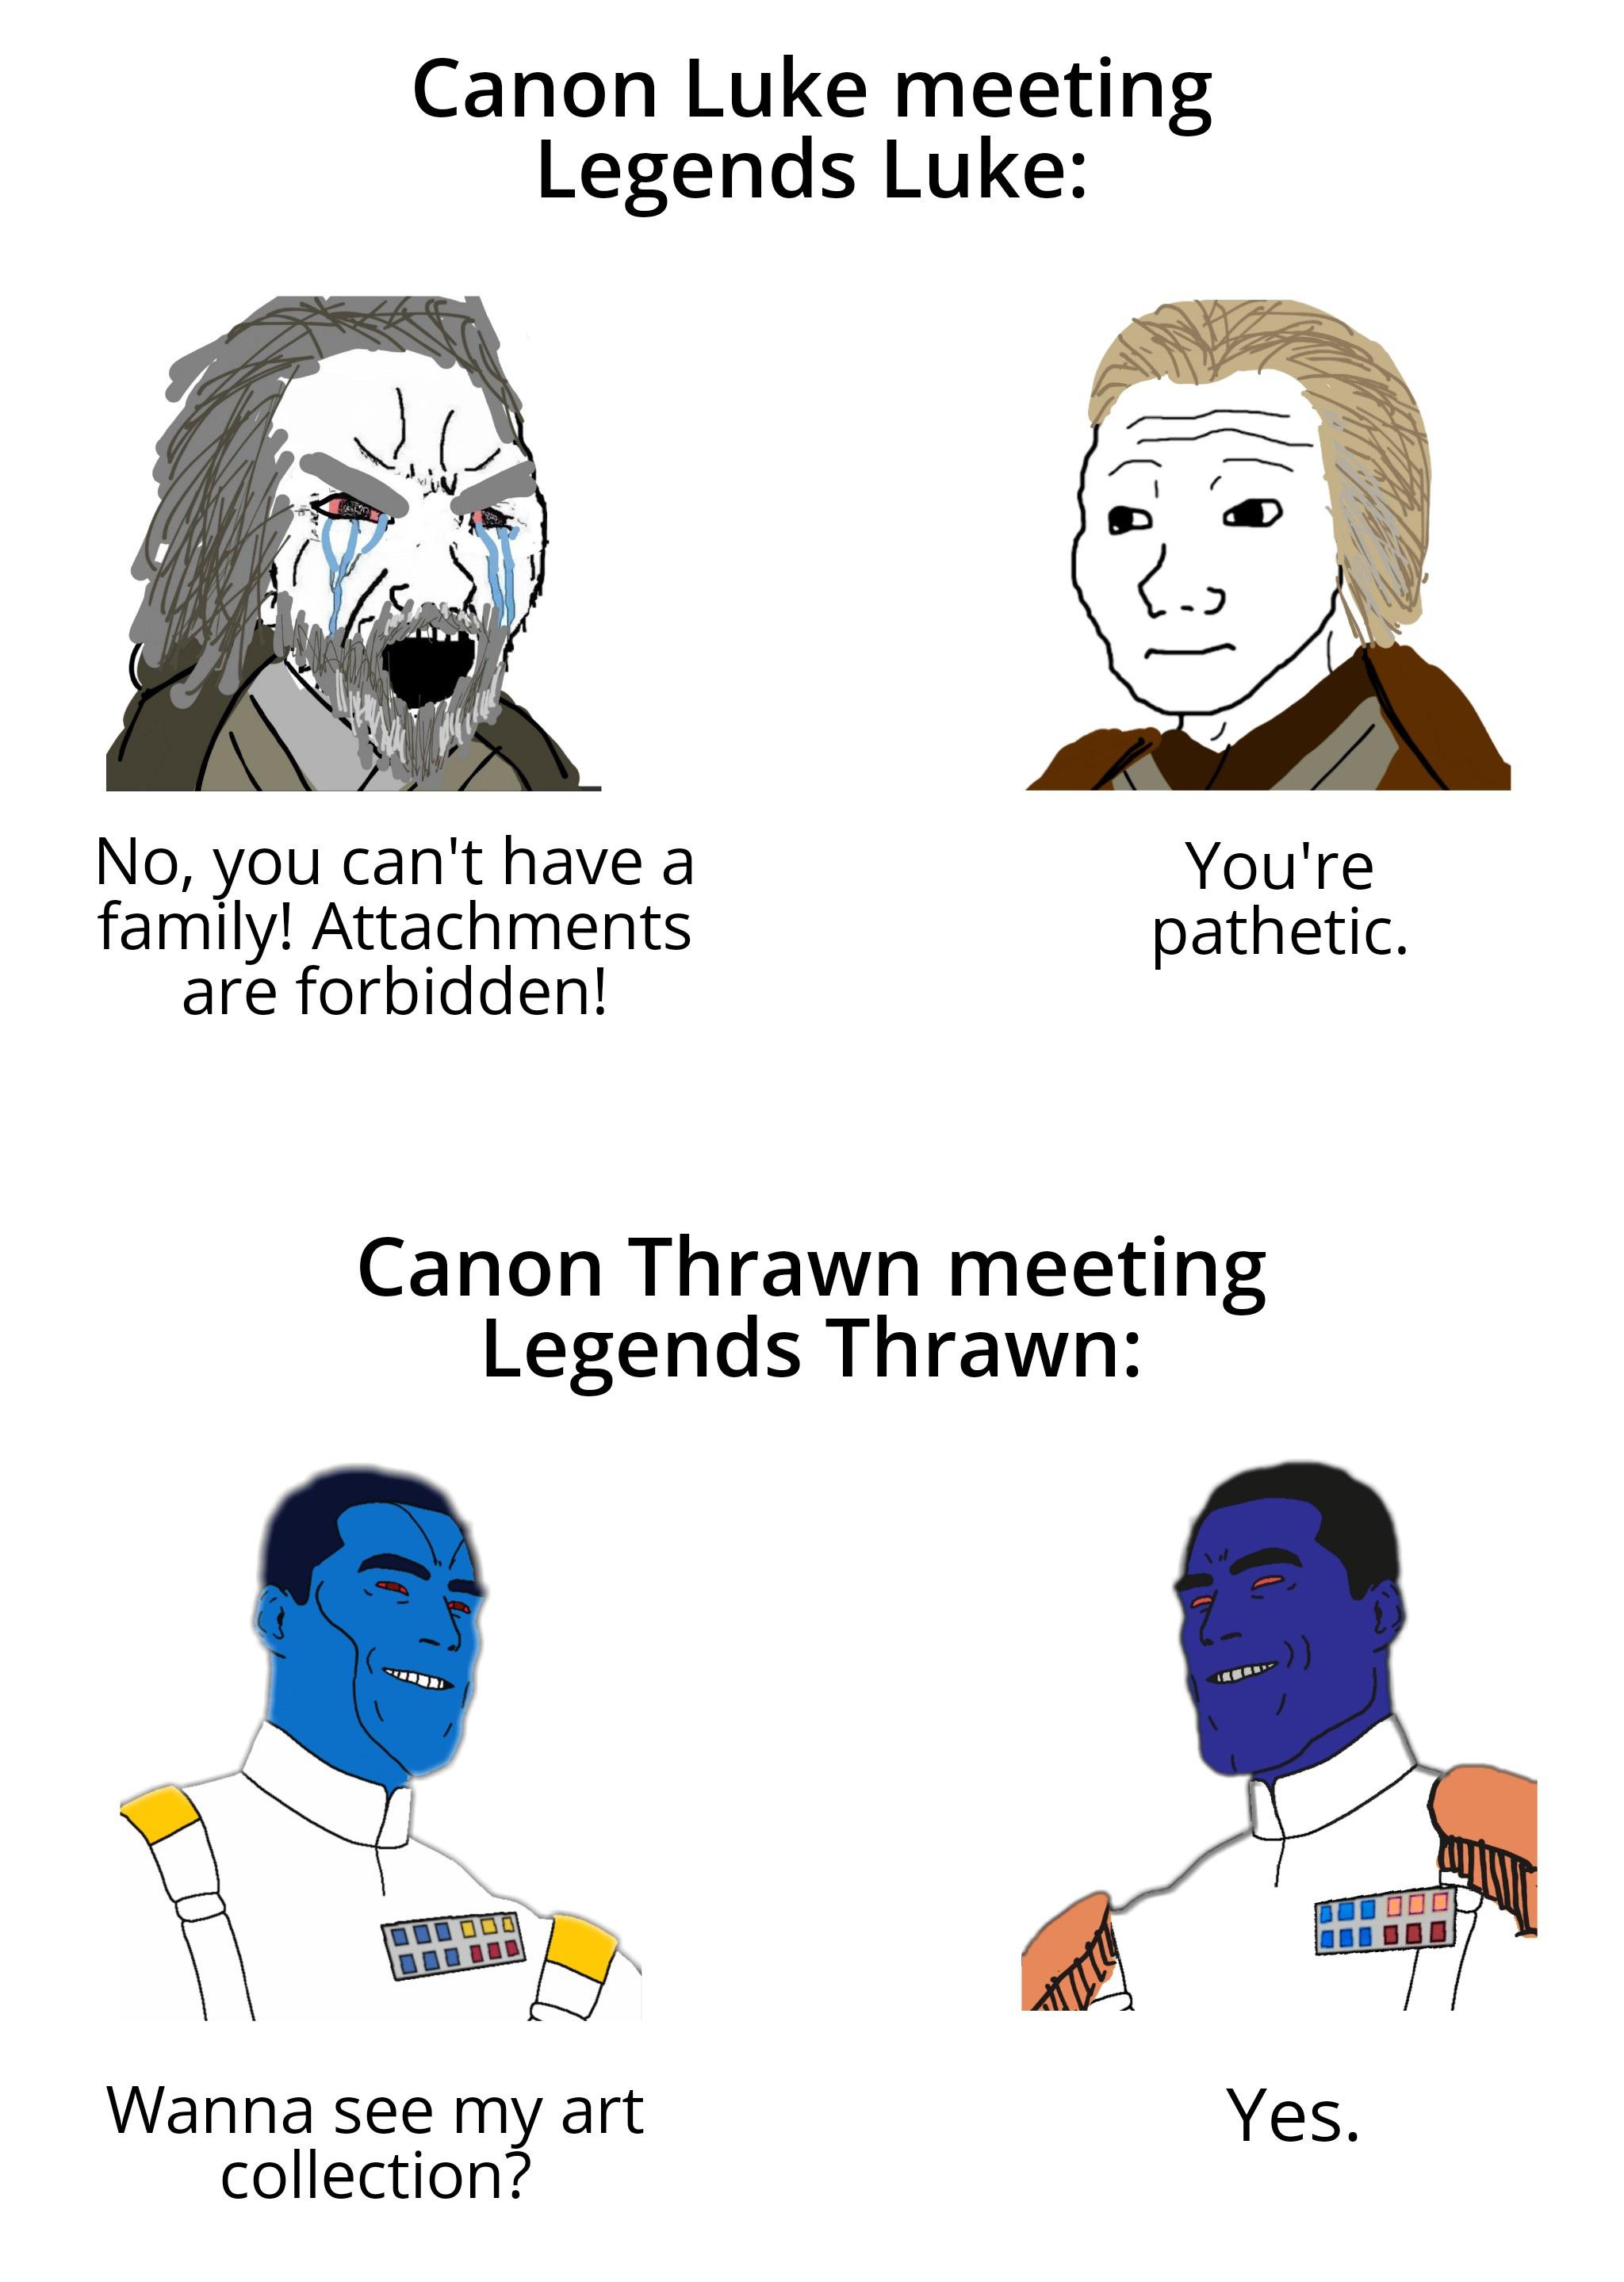 Canon Luke meeting
Legends Luke:
No, you can't have a
family! Attachments
are forbidden!
You're
pathetic.
Canon Thrawn meeting
Legends Thrawn:
Wanna see my art
collection?
Yes.